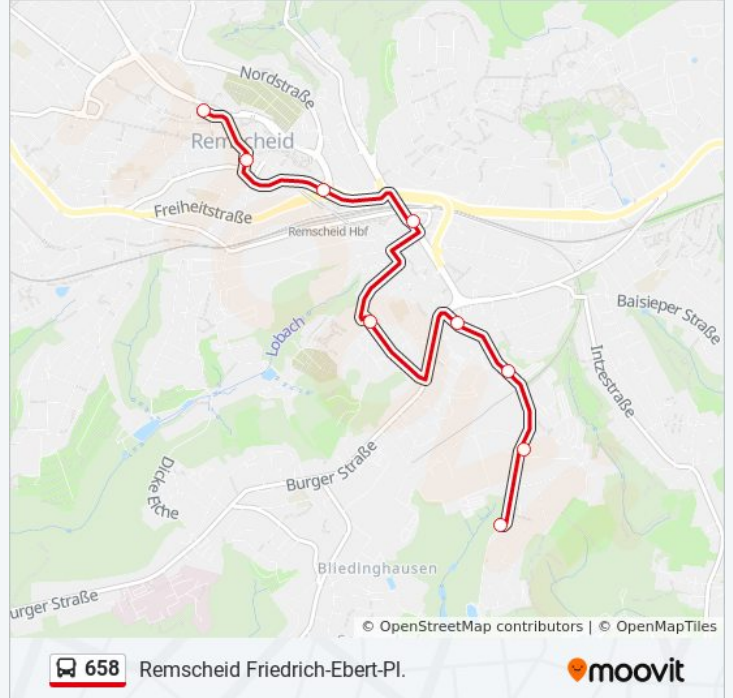 Nordstraße
Remscheid
Freiheitstraße
Remscheid Hbf
Lobach
Baisieper Straße
Intzestraße
Burger Straße
Dicke Eiche
Bliedinghausen
urger Straße
© OpenStreetMap contributors | © OpenMapTiles
658 Remscheid Friedrich-Ebert-Pl.
moovit